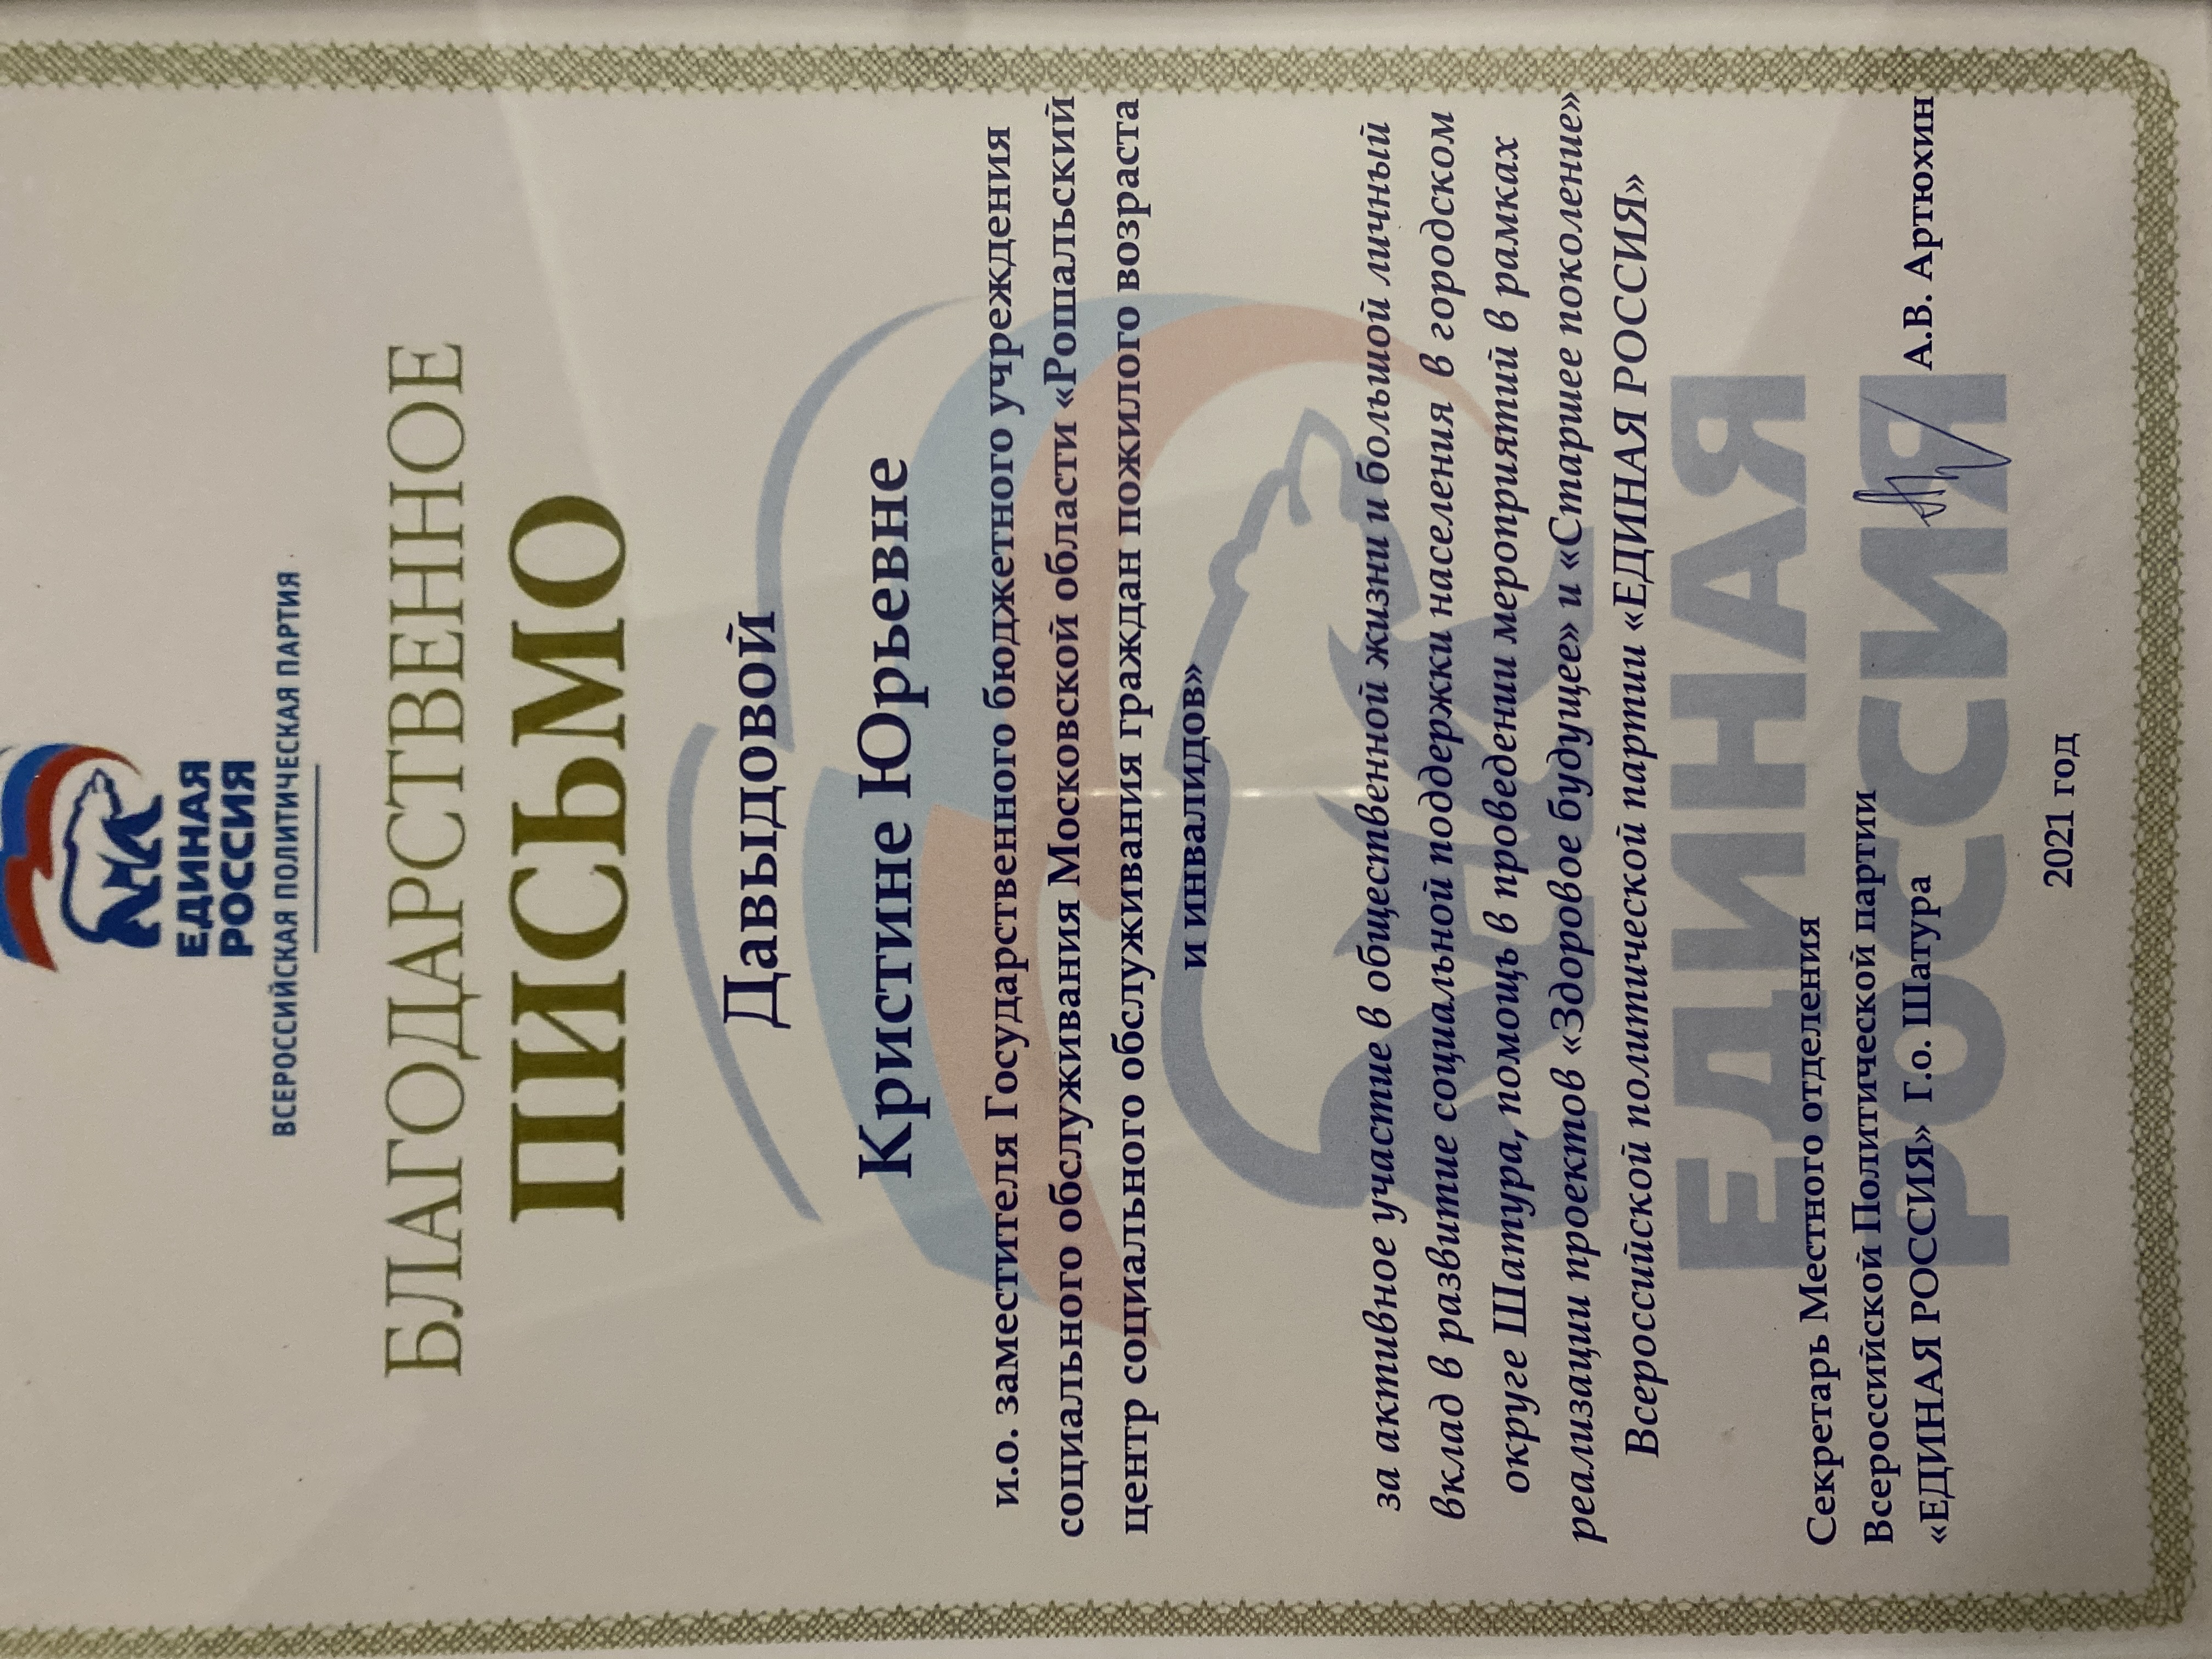 ЕДИНАЯ
РОССИЯ
ВСЕРОССИЙСКАЯ ПОЛИТИЧЕСКАЯ ПАРТИЯ
БЛАГОДАРСТВЕННОЕ
ПИСЬМО
Давыдовой
Кристине Юрьевне
и.о. заместителя Государственного бюджетного учреждения
социального обслуживания Московской области «Рошальский
центр социального обслуживания граждан пожилого возраста
и инвалидов»
за активное участие в общественной жизни и большой личный
вклад в развитие социальной поддержки населения в городском
округе Шатура, помощь в проведении мероприятий в рамках
реализации проектов «Здоровое будущее» и «Старшее поколение»
Всероссийской политической партии «ЕДИНАЯ РОССИЯ»
ЕДИНАЯ
РОССИЯ
Секретарь Местного отделения
Всероссийской Политической партии
«ЕДИНАЯ РОССИЯ» Г.о. Шатура А.В. Артюхин
2021 год